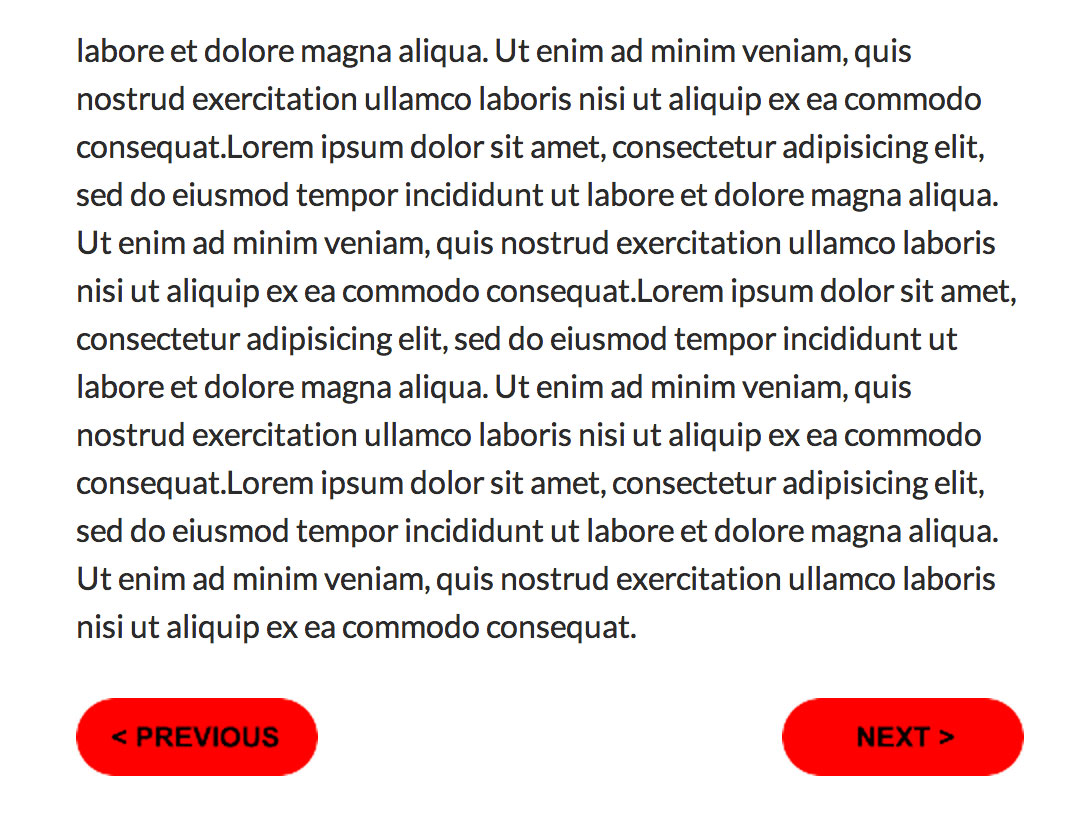 labore et dolore magna aliqua. Ut enim ad minim veniam, quis
nostrud exercitation ullamco laboris nisi ut aliquip ex ea commodo
consequat.Lorem ipsum dolor sit amet, consectetur adipisicing elit,
sed do eiusmod tempor incididunt ut labore et dolore magna aliqua.
Ut enim ad minim veniam, quis nostrud exercitation ullamco laboris
nisi ut aliquip ex ea commodo consequat.Lorem ipsum dolor sit amet,
consectetur adipisicing elit, sed do eiusmod tempor incididunt ut
labore et dolore magna aliqua. Ut enim ad minim veniam, quis
nostrud exercitation ullamco laboris nisi ut aliquip ex ea commodo
consequat.Lorem ipsum dolor sit amet, consectetur adipisicing elit,
sed do eiusmod tempor incididunt ut labore et dolore magna aliqua.
Ut enim ad minim veniam, quis nostrud exercitation ullamco laboris
nisi ut aliquip ex ea commodo consequat.
< PREVIOUS
NEXT >